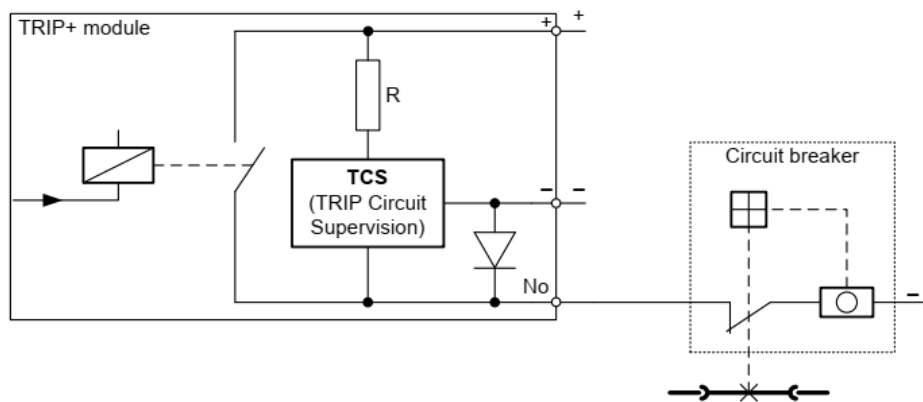 TRIP+ module
+ +
R
Circuit breaker
TCS
(TRIP Circuit
Supervision)
– –
No
–